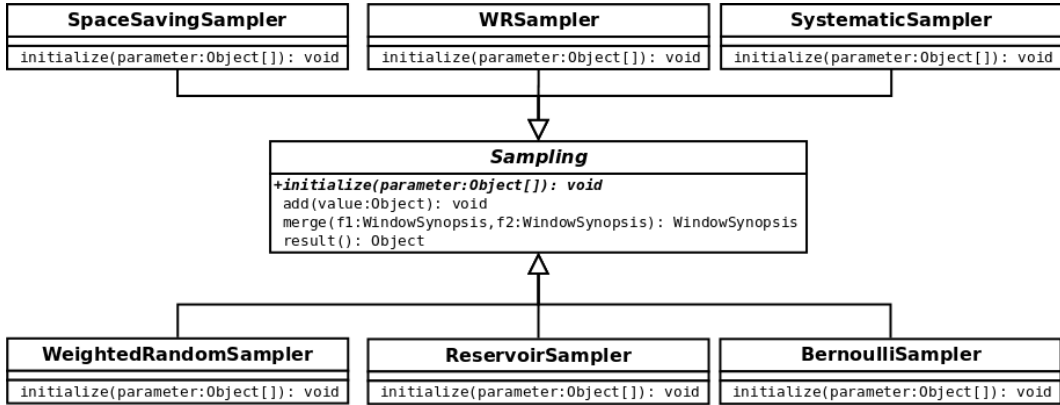 SpaceSavingSampler
initialize(parameter:Object[]): void
WRSampler
initialize(parameter:Object[]): void
SystematicSampler
initialize(parameter:Object[]): void
Sampling
+initialize(parameter:Object[]): void
add(value:Object): void
merge(f1:WindowSynopsis,f2:WindowSynopsis): WindowSynopsis
result(): Object
WeightedRandomSampler
initialize(parameter:Object[]): void
ReservoirSampler
initialize(parameter:Object[]): void
BernoulliSampler
initialize(parameter:Object[]): void